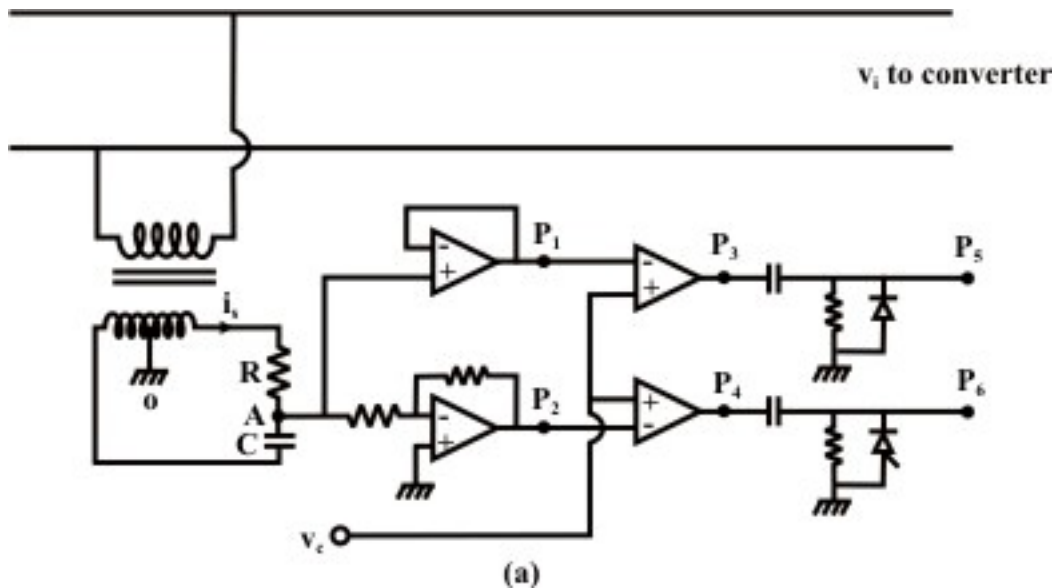 vᵢ to converter
P₁
P₃
P₅
-
+
-
+
iₛ
R
o
A
C
P₂
P₄
P₆
-
+
+
-
v꜀
(a)